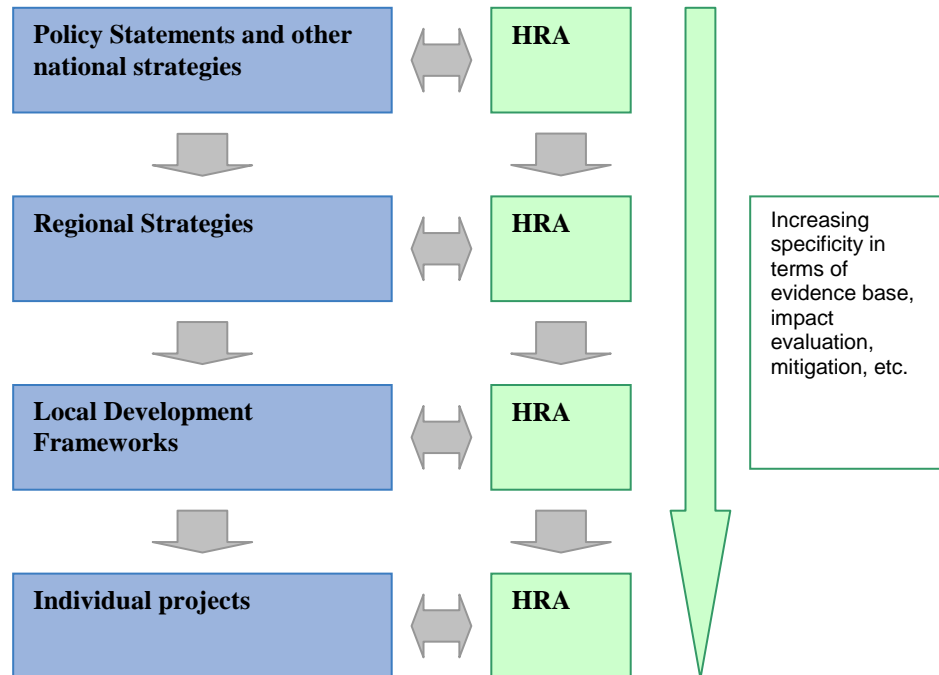 Policy Statements and other
national strategies
HRA
Regional Strategies
HRA
Increasing
specificity in
terms of
evidence base,
impact
evaluation,
mitigation, etc.
Local Development
Frameworks
HRA
Individual projects
HRA